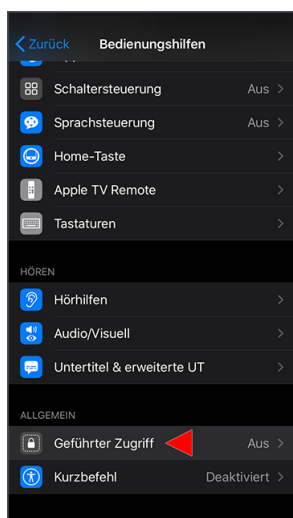 Zurück Bedienungshilfen
Schaltersteuerung Aus
Sprachsteuerung Aus
Home-Taste
Apple TV Remote
Tastaturen
HÖREN
Hörhilfen
Audio/Visuell
Untertitel & erweiterte UT
ALLGEMEIN
Geführter Zugriff Aus
Kurzbefehl Deaktiviert